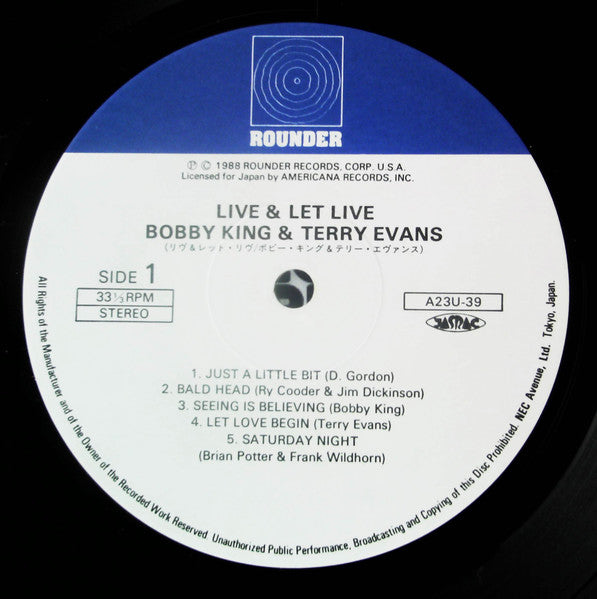 ROUNDER
Ⓟ © 1988 ROUNDER RECORDS, CORP. U.S.A.
Licensed for Japan by AMERICANA RECORDS, INC.
LIVE & LET LIVE
BOBBY KING & TERRY EVANS
(リヴ&レット・リヴ/ボビー・キング&テリー・エヴァンス)
SIDE 1
33⅓RPM
STEREO
A23U-39
JASRAC
1. JUST A LITTLE BIT (D. Gordon)
2. BALD HEAD (Ry Cooder & Jim Dickinson)
3. SEEING IS BELIEVING (Bobby King)
4. LET LOVE BEGIN (Terry Evans)
5. SATURDAY NIGHT
(Brian Potter & Frank Wildhorn)
All Rights of the Manufacturer and of the Owner of the Recorded Work Reserved. Unauthorized Public Performance, Broadcasting and Copying of this Disc Prohibited. NEC Avenue, Ltd. Tokyo, Japan.